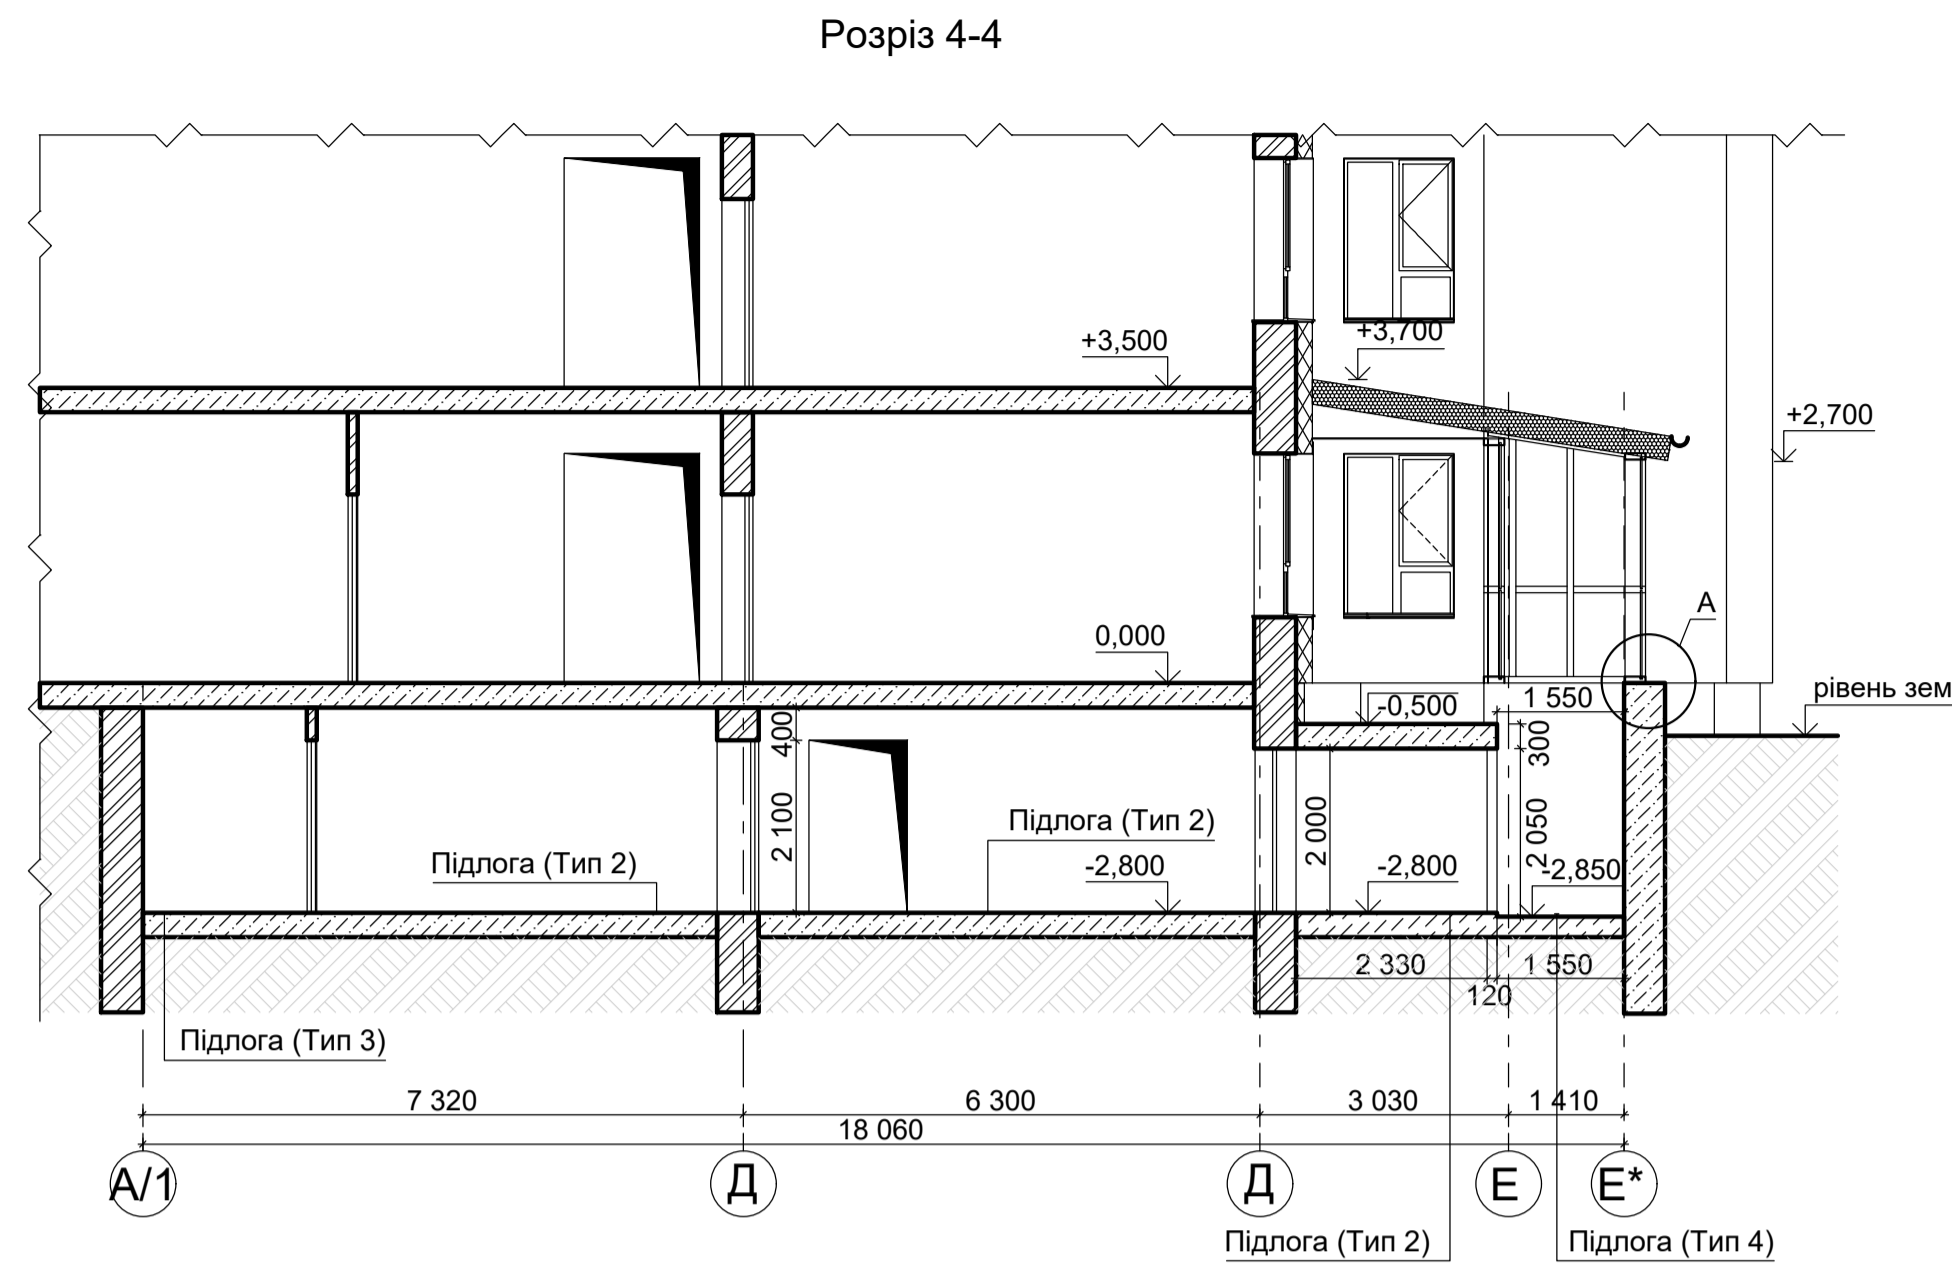 Розріз 4-4
+3,500
+3,700
+2,700
0,000
А
рівень зем
-0,500
1 550
400
300
2 100
Підлога (Тип 2)
2 000
2 050
Підлога (Тип 2)
-2,800
-2,800
-2,850
2 330
1 550
120
Підлога (Тип 3)
7 320
6 300
3 030
1 410
18 060
А/1
Д
Д
Е
Е*
Підлога (Тип 2)
Підлога (Тип 4)